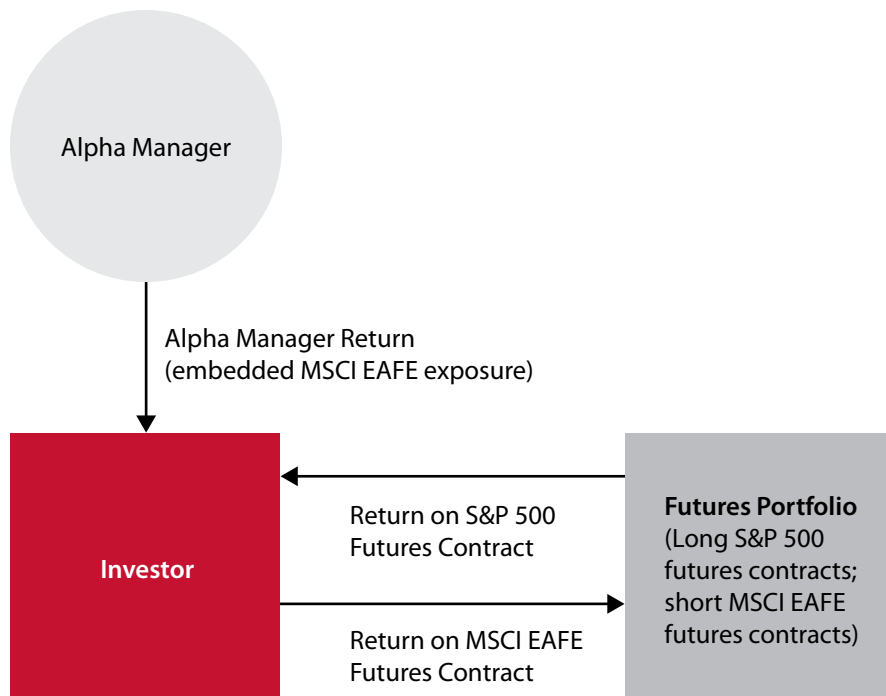 Alpha Manager
Alpha Manager Return
(embedded MSCI EAFE exposure)
Return on S&P 500
Futures Contract
Investor
Return on MSCI EAFE
Futures Contract
Futures Portfolio
(Long S&P 500
futures contracts;
short MSCI EAFE
futures contracts)